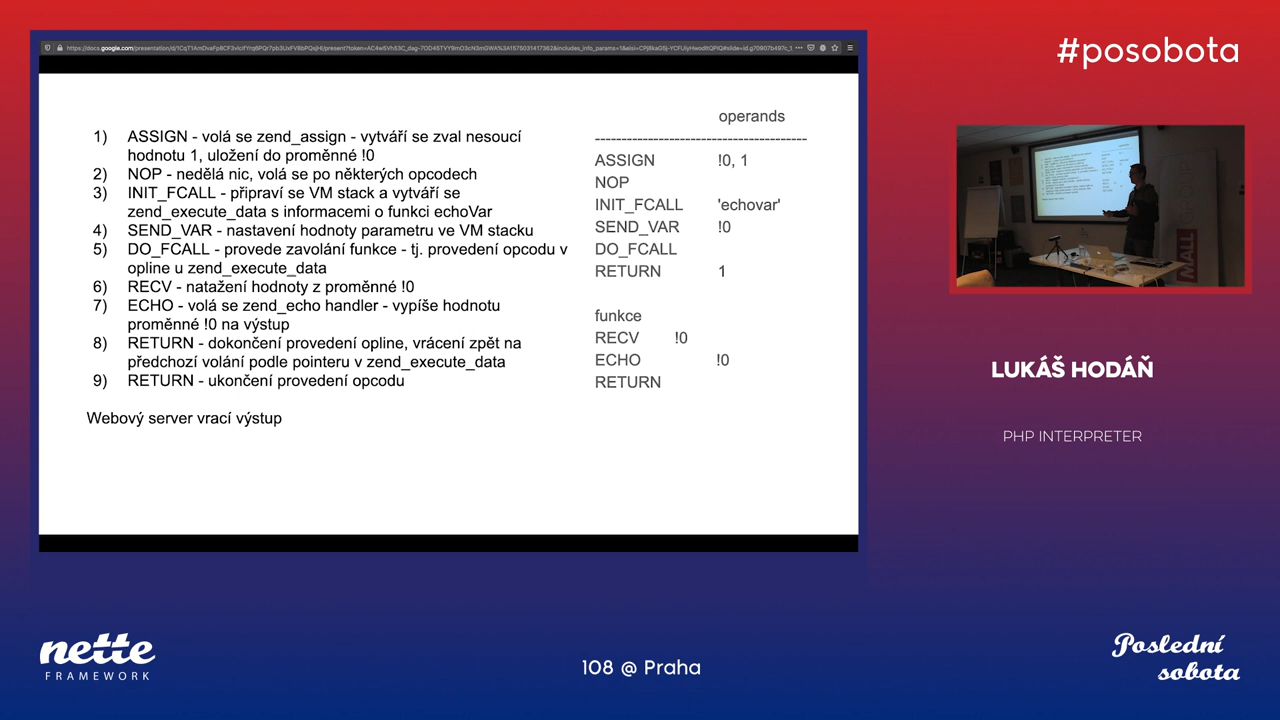 #posobota
1) ASSIGN - volá se zend_assign - vytváří se zval nesoucí
hodnotu 1, uložení do proměnné !0
2) NOP - nedělá nic, volá se po některých opcodech
3) INIT_FCALL - připraví se VM stack a vytváří se
zend_execute_data s informacemi o funkci echoVar
4) SEND_VAR - nastavení hodnoty parametru ve VM stacku
5) DO_FCALL - provede zavolání funkce - tj. provedení opcodu v
opline u zend_execute_data
6) RECV - natažení hodnoty z proměnné !0
7) ECHO - volá se zend_echo handler - vypíše hodnotu
proměnné !0 na výstup
8) RETURN - dokončení provedení opline, vrácení zpět na
předchozí volání podle pointeru v zend_execute_data
9) RETURN - ukončení provedení opcodu
Webový server vrací výstup
operands
----------------------------------------
ASSIGN !0, 1
NOP
INIT_FCALL 'echovar'
SEND_VAR !0
DO_FCALL
RETURN 1
funkce
RECV !0
ECHO !0
RETURN
MALL
LUKÁŠ HODÁŇ
PHP INTERPRETER
nette
FRAMEWORK
108 @ Praha
Poslední
sobota